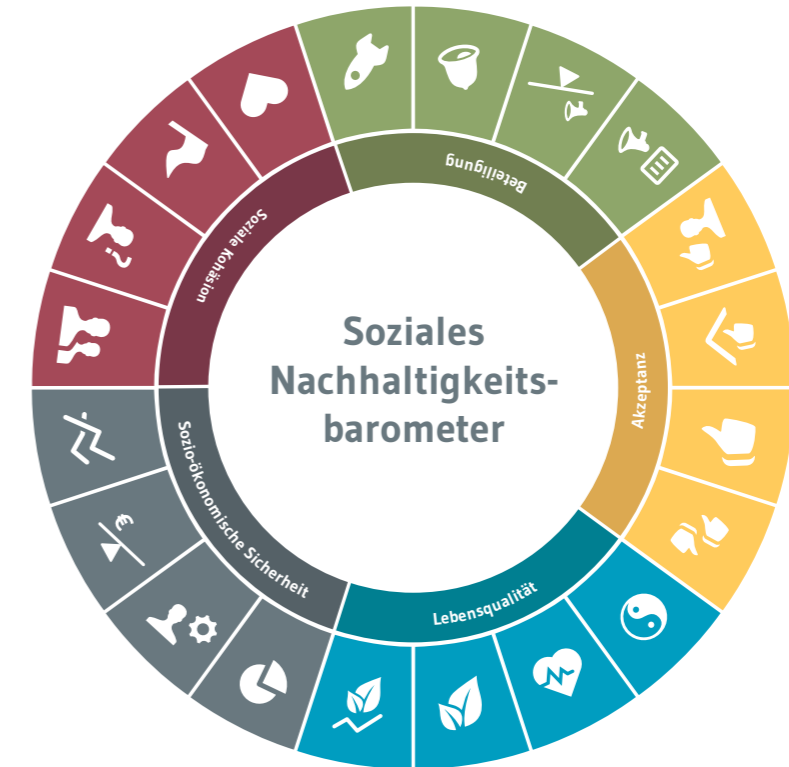 Soziales
Nachhaltigkeits-
barometer
Beteiligung
Akzeptanz
Lebensqualität
Sozio-ökonomische Sicherheit
Soziale Kohäsion